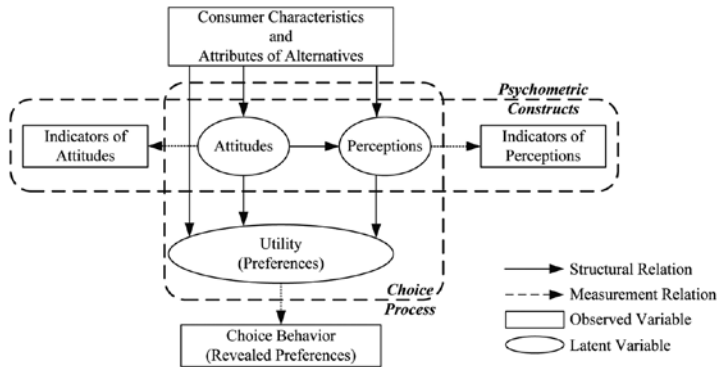 Consumer Characteristics
and
Attributes of Alternatives
Psychometric
Constructs
Indicators of
Attitudes
Attitudes
Perceptions
Indicators of
Perceptions
Utility
(Preferences)
Choice
Process
Choice Behavior
(Revealed Preferences)
Structural Relation
Measurement Relation
Observed Variable
Latent Variable